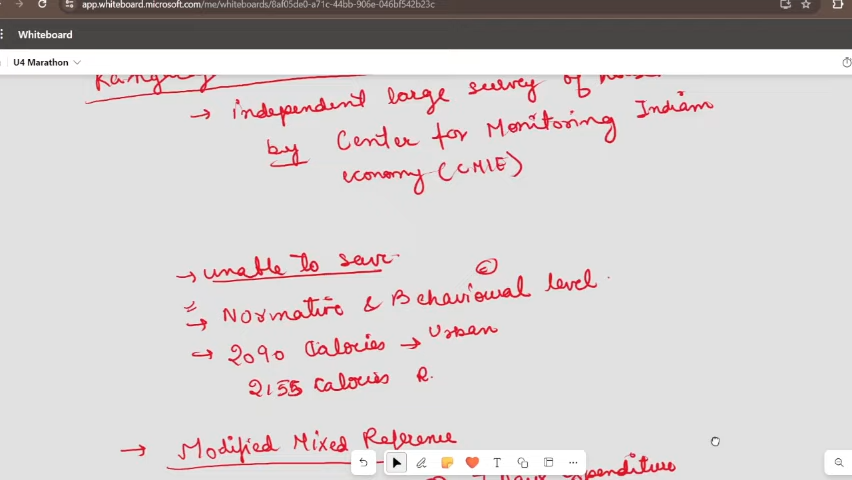 app.whiteboard.microsoft.com/me/whiteboards/8af05de0-a71c-44bb-906e-046bf542b23c
Whiteboard
U4 Marathon
→ independent large survey of
by Center for Monitoring Indian
economy (CMIE)
→ unable to save
→ Normative & Behavioural level
→ 2090 Calories → Urban
2155 Calories R.
→ Modified Mixed Reference